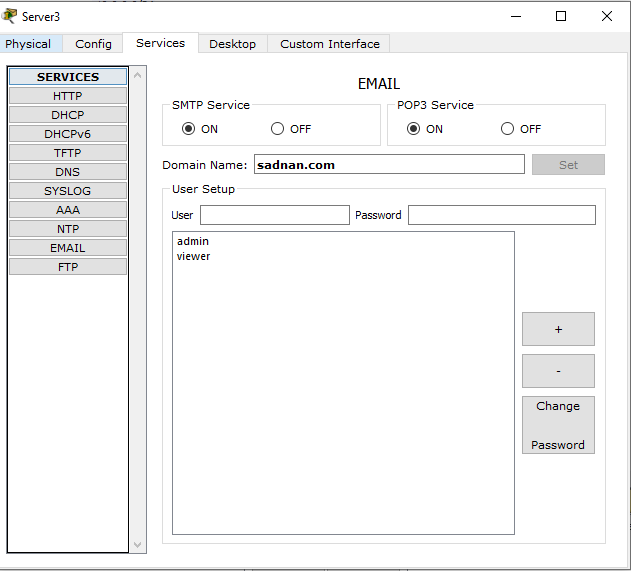 Server3
Physical Config Services Desktop Custom Interface
SERVICES
HTTP
DHCP
DHCPv6
TFTP
DNS
SYSLOG
AAA
NTP
EMAIL
FTP
EMAIL
SMTP Service
ON OFF
POP3 Service
ON OFF
Domain Name: sadnan.com Set
User Setup
User Password
admin
viewer
+
-
Change
Password